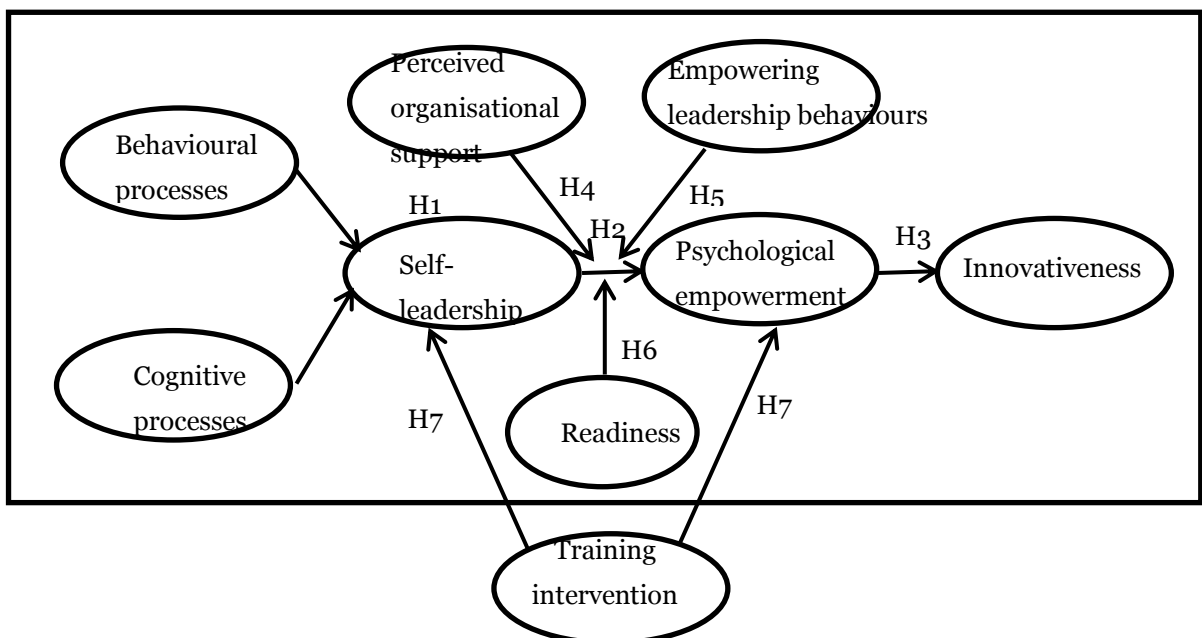 Perceived
organisational
support
Empowering
leadership behaviours
Behavioural
processes
H4
H5
H1
H2
H3
Self-
leadership
Psychological
empowerment
Innovativeness
Cognitive
processes
H6
H7
H7
Readiness
Training
intervention